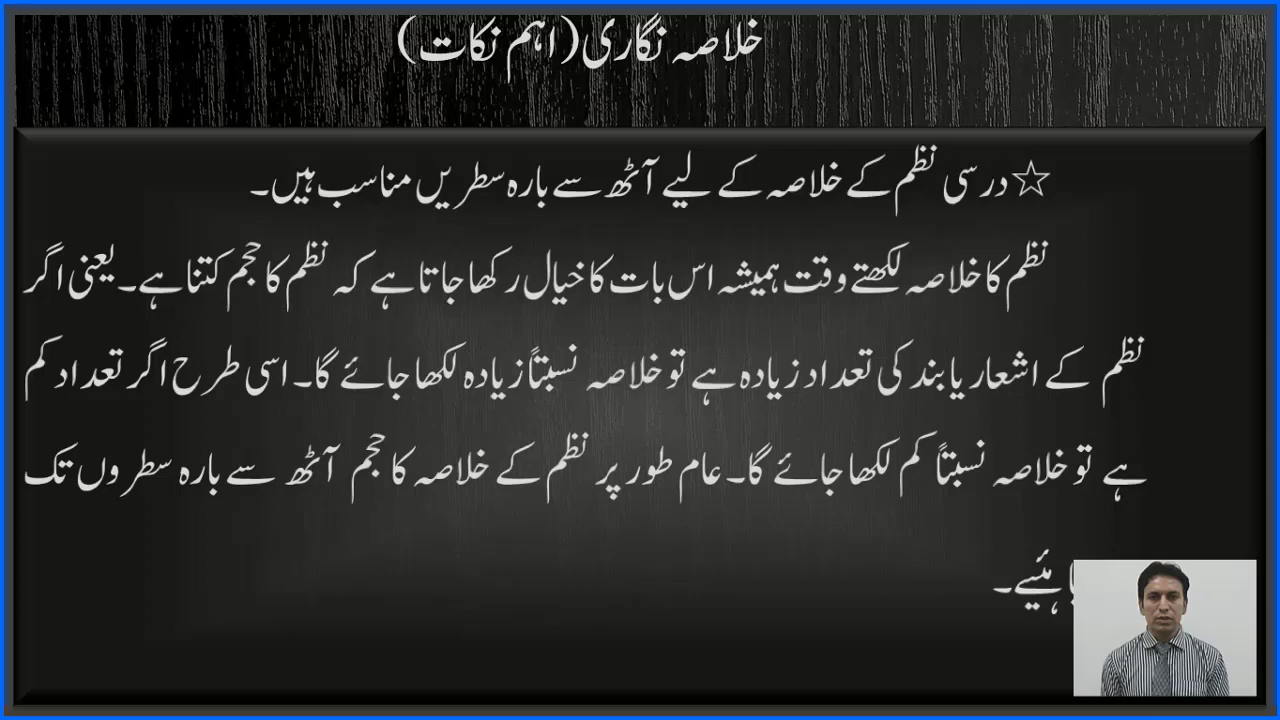 خلاصہ نگاری(اہم نکات)
☆درسی نظم کے خلاصہ کے لیے آٹھ سے بارہ سطریں مناسب ہیں۔
نظم کا خلاصہ لکھتے وقت ہمیشہ اس بات کا خیال رکھا جاتا ہے کہ نظم کا حجم کتنا ہے۔ یعنی اگر
نظم کے اشعار یا بند کی تعداد زیادہ ہے تو خلاصہ نسبتاً زیادہ لکھا جائے گا۔ اسی طرح اگر تعداد کم
ہے تو خلاصہ نسبتاً کم لکھا جائے گا۔ عام طور پر نظم کے خلاصہ کا حجم آٹھ سے بارہ سطروں تک